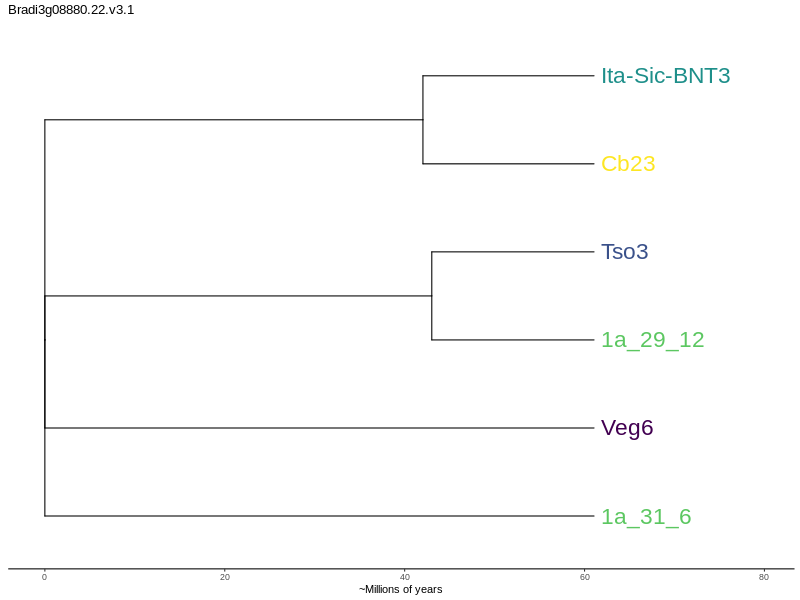 Bradi3g08880.22.v3.1
Ita-Sic-BNT3
Cb23
Tso3
1a_29_12
Veg6
1a_31_6
0 20 40 60 80
~Millions of years